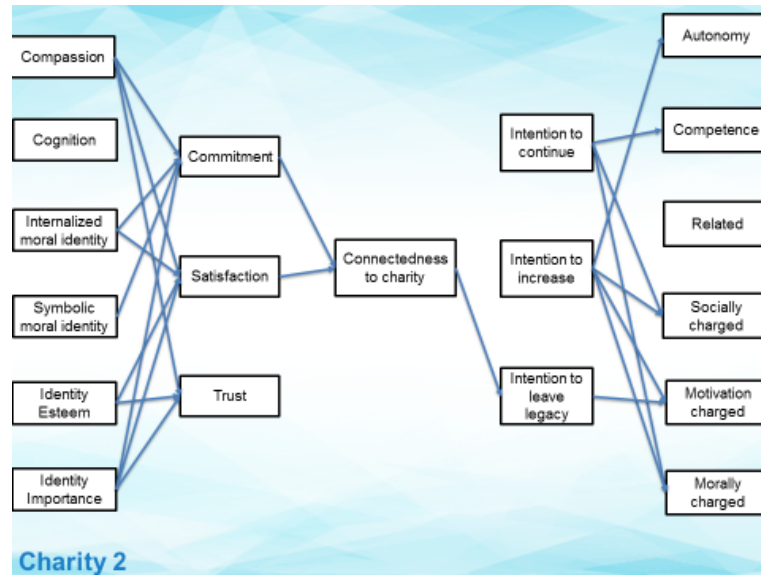 Compassion
Cognition
Internalized
moral identity
Symbolic
moral identity
Identity
Esteem
Identity
Importance
Commitment
Satisfaction
Trust
Connectedness
to charity
Intention to
continue
Intention to
increase
Intention to
leave
legacy
Autonomy
Competence
Related
Socially
charged
Motivation
charged
Morally
charged
Charity 2